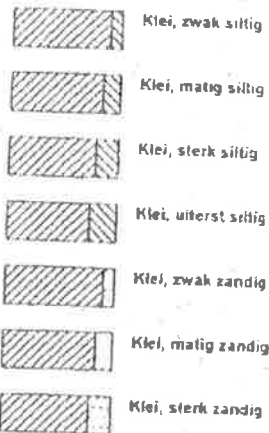 Klei, zwak siltig
Klei, matig siltig
Klei, sterk siltig
Klei, uiterst siltig
Klei, zwak zandig
Klei, matig zandig
Klei, sterk zandig